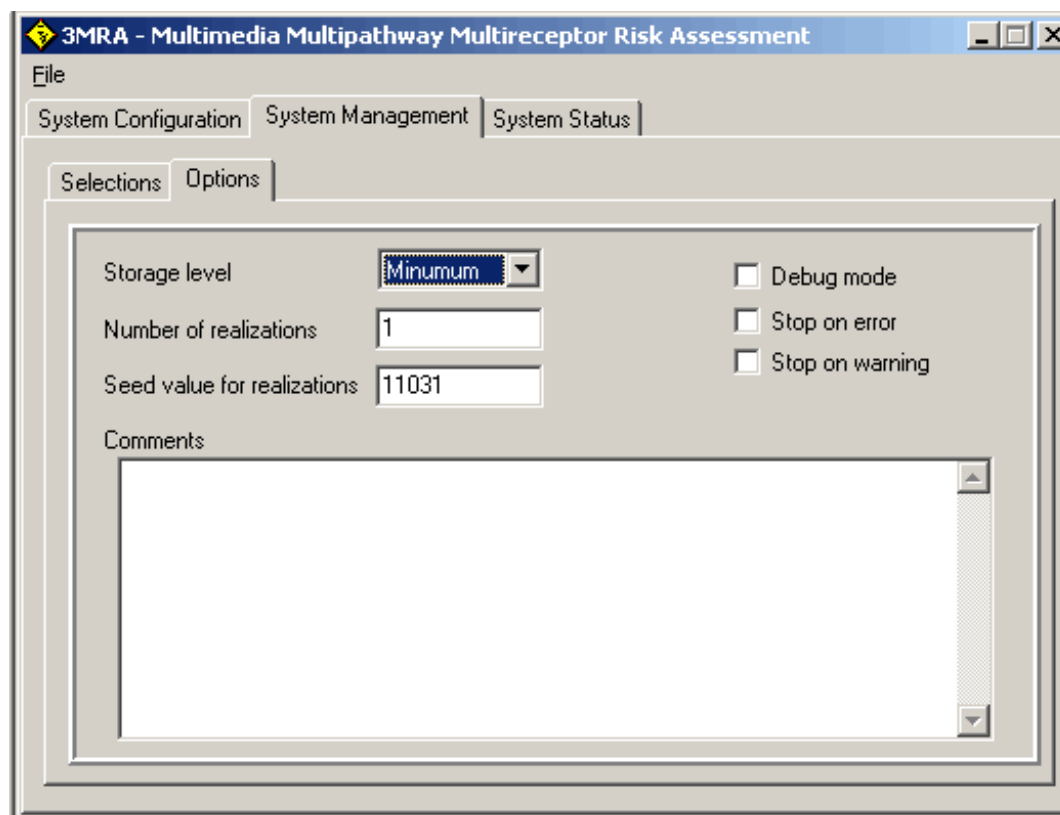 3MRA - Multimedia Multipathway Multireceptor Risk Assessment
File
System Configuration System Management System Status
Selections Options
Storage level Minumum Debug mode
Number of realizations 1 Stop on error
Seed value for realizations 11031 Stop on warning
Comments